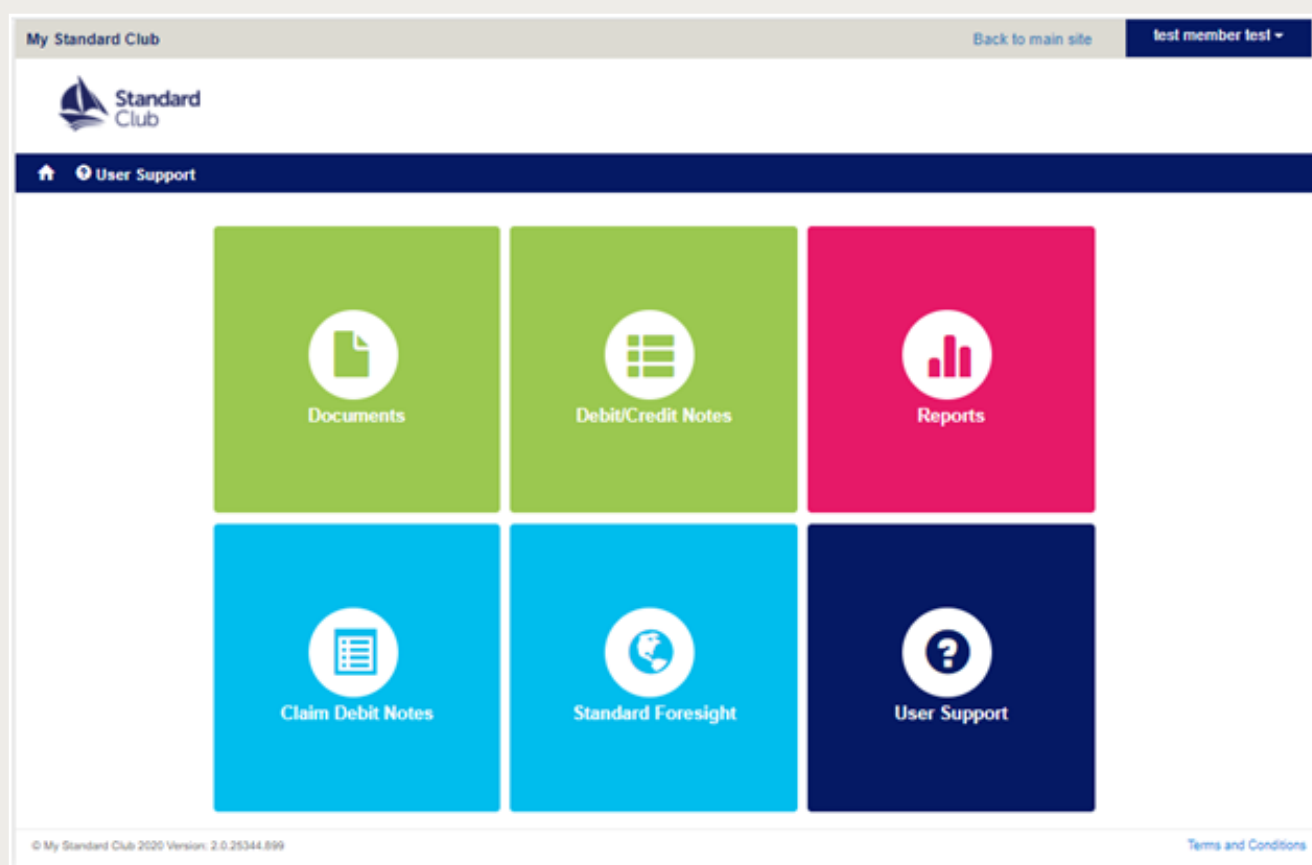 My Standard Club
Back to main site
test member test
Standard
Club
User Support
Documents
Debit/Credit Notes
Reports
Claim Debit Notes
Standard Foresight
User Support
© My Standard Club 2020 Version: 2.0.25344.899
Terms and Conditions